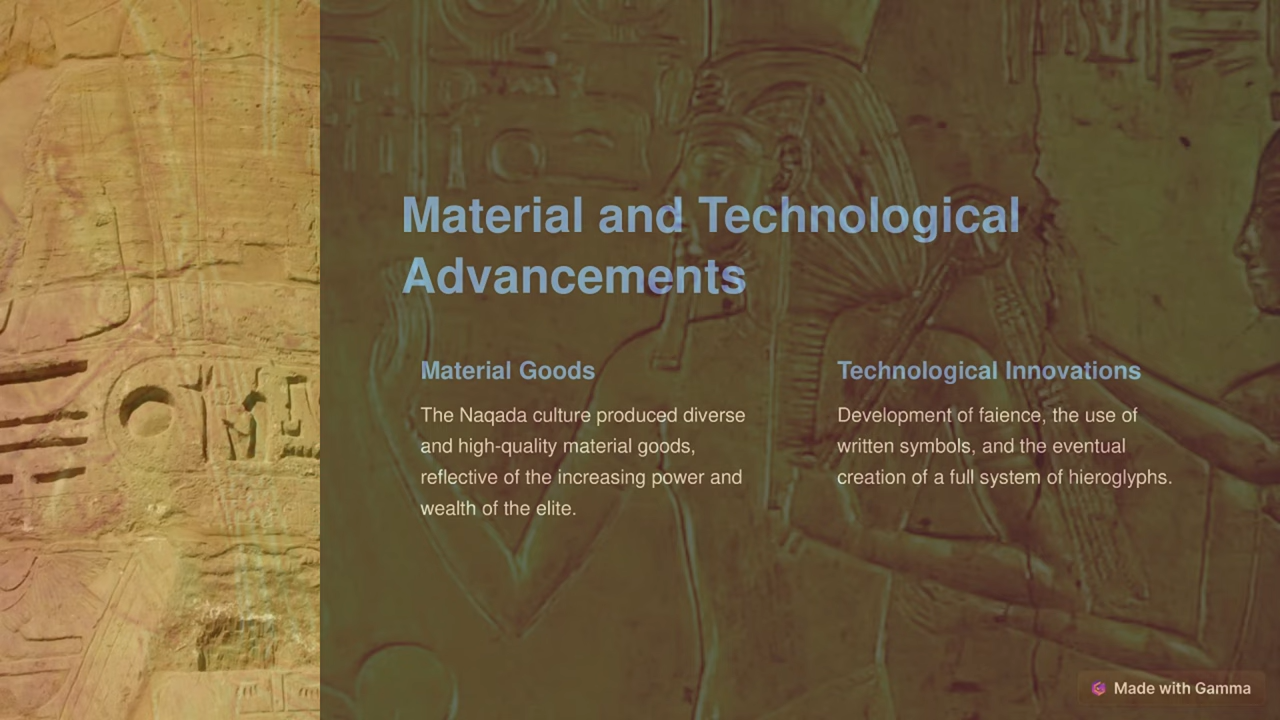 Material and Technological
Advancements
Material Goods
The Naqada culture produced diverse
and high-quality material goods,
reflective of the increasing power and
wealth of the elite.
Technological Innovations
Development of faience, the use of
written symbols, and the eventual
creation of a full system of hieroglyphs.
Made with Gamma